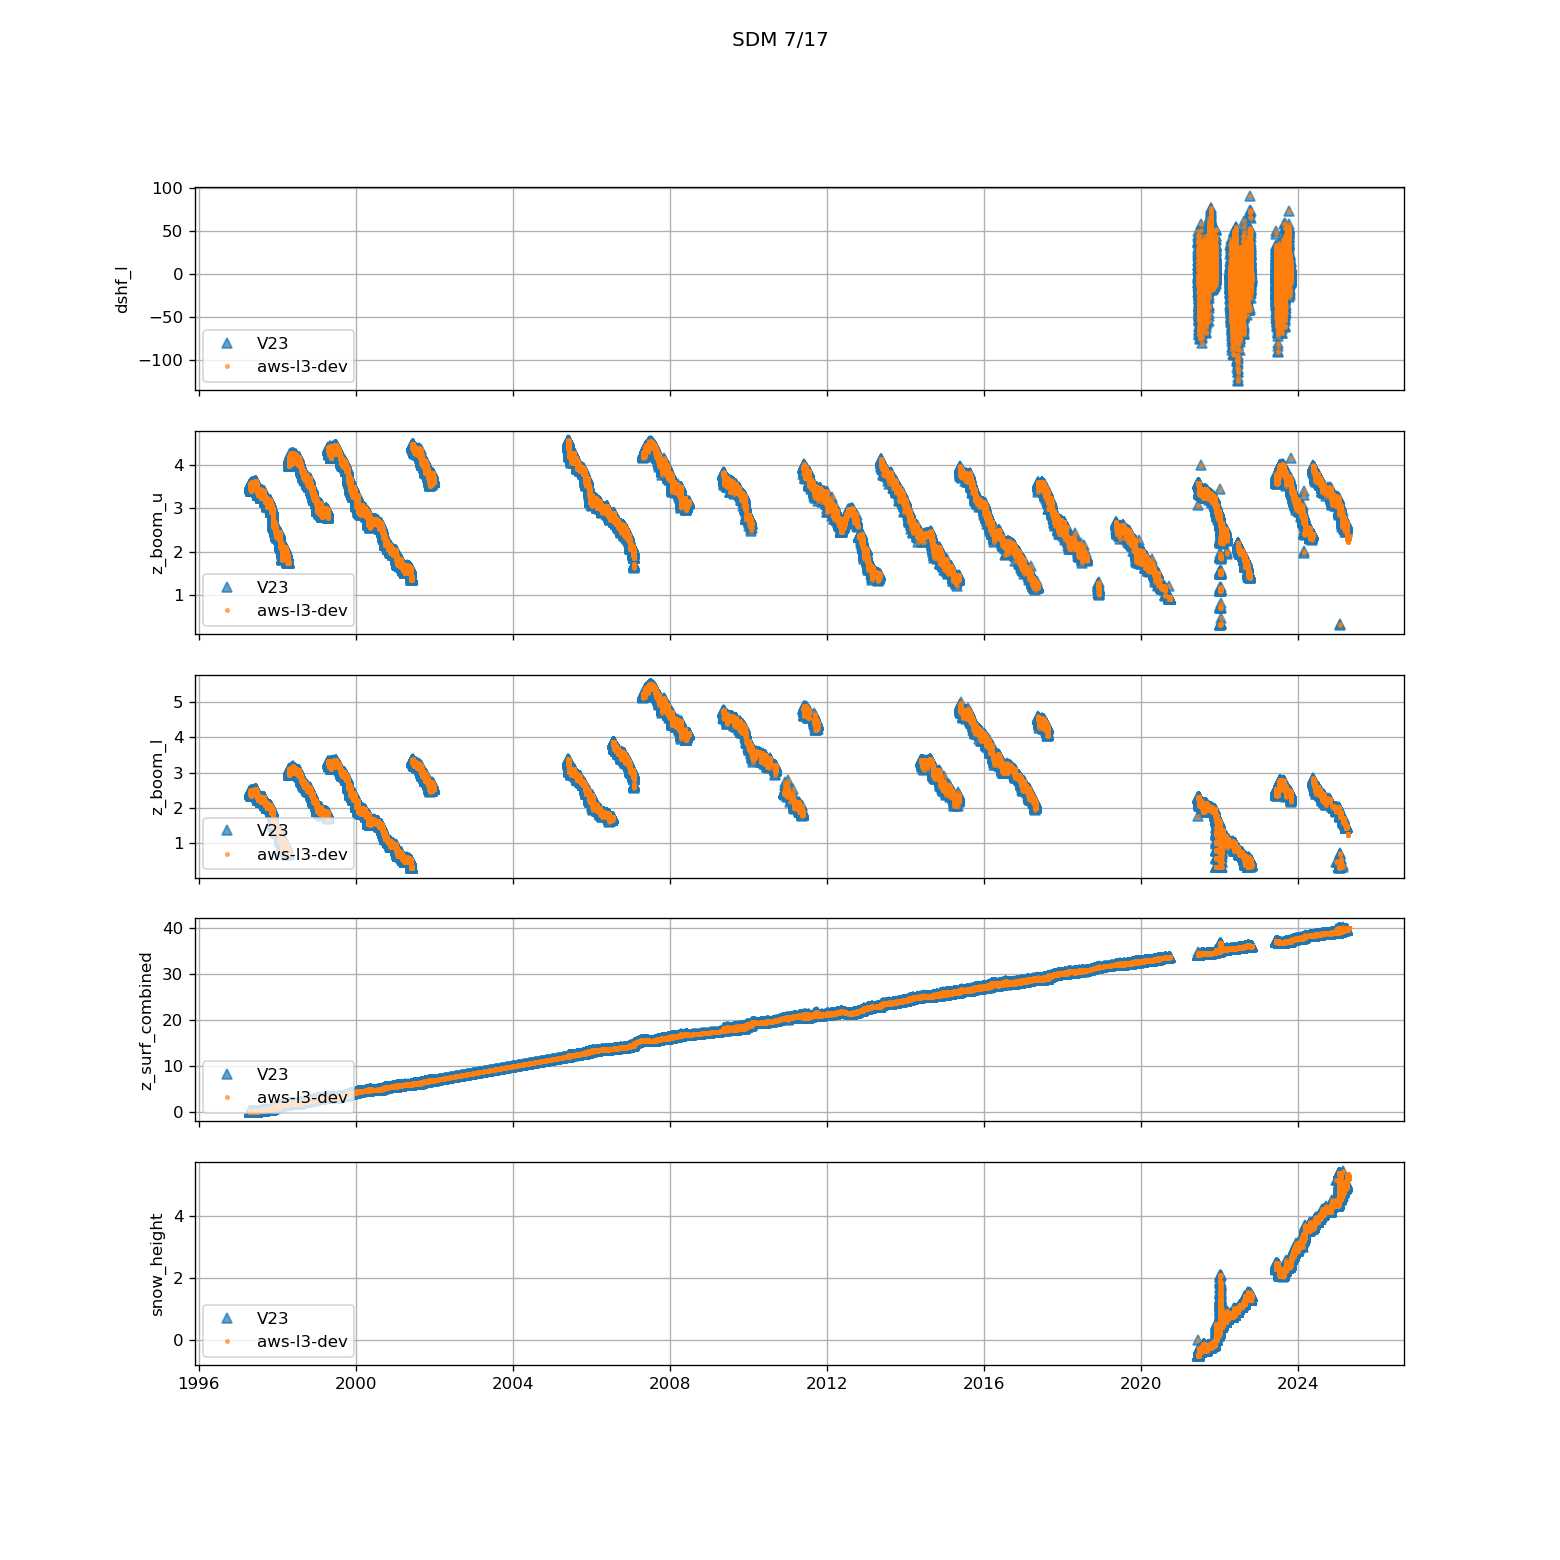 SDM 7/17
dshf_l
100
50
0
−50
−100
V23
aws-l3-dev
z_boom_u
4
3
2
1
V23
aws-l3-dev
z_boom_l
5
4
3
2
1
V23
aws-l3-dev
z_surf_combined
40
30
20
10
0
V23
aws-l3-dev
snow_height
4
2
0
V23
aws-l3-dev
1996 2000 2004 2008 2012 2016 2020 2024